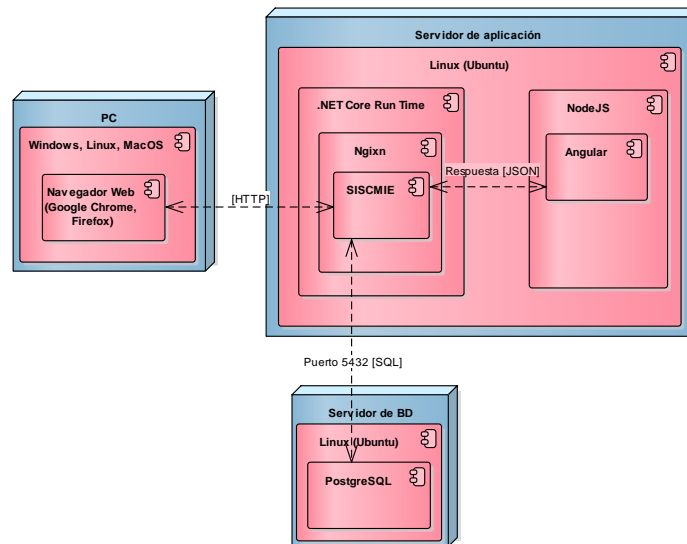 Servidor de aplicación
Linux (Ubuntu)
.NET Core Run Time
NodeJS
PC
Windows, Linux, MacOS
Ngixn
Angular
Respuesta [JSON]
Navegador Web
(Google Chrome,
Firefox)
SISCMIE
[HTTP]
Puerto 5432 [SQL]
Servidor de BD
Linux (Ubuntu)
PostgreSQL